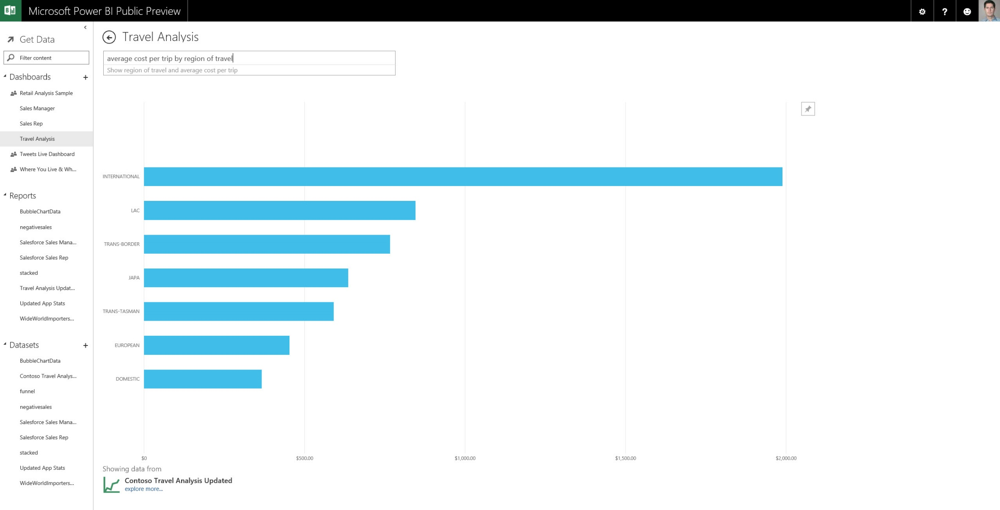 Microsoft Power BI Public Preview
?
Get Data
Filter content
Dashboards
Retail Analysis Sample
Sales Manager
Sales Rep
Travel Analysis
Tweets Live Dashboard
Where You Live & Wh...
Reports
BubbleChartData
negativesales
Salesforce Sales Mana...
Salesforce Sales Rep
stacked
Travel Analysis Updat...
Updated App Stats
WideWorldImporters...
Datasets
BubbleChartData
Contoso Travel Analys...
funnel
negativesales
Salesforce Sales Mana...
Salesforce Sales Rep
stacked
Updated App Stats
WideWorldImporters...
Travel Analysis
average cost per trip by region of travel
Show region of travel and average cost per trip
INTERNATIONAL
LAC
TRANS-BORDER
JAPA
TRANS-TASMAN
EUROPEAN
DOMESTIC
$0 $500.00 $1,000.00 $1,500.00 $2,000.00
Showing data from
Contoso Travel Analysis Updated
explore more...